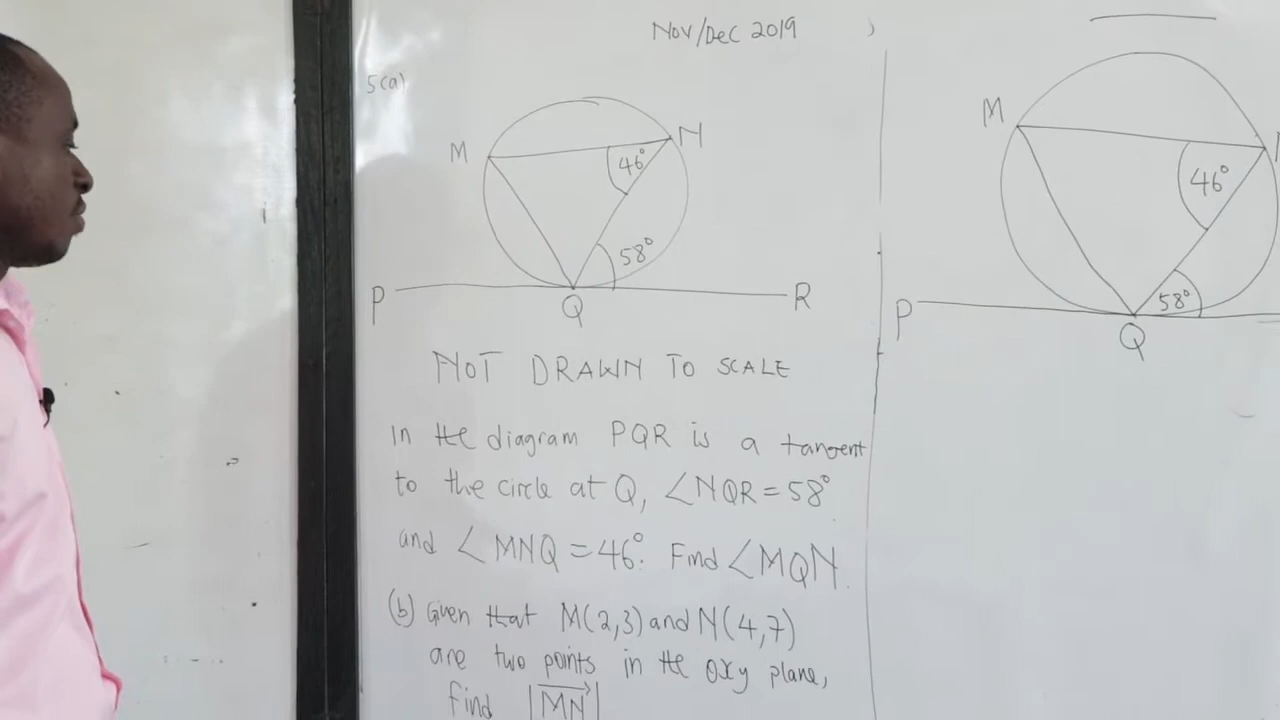 Nov/Dec 2019
5(a)
M
N
46°
58°
P
Q
R
NOT DRAWN TO SCALE
In the diagram PQR is a tangent
to the circle at Q, ∠NQR = 58°
and ∠MNQ = 46°. Find ∠MQN.
(b) Given that M(2,3) and N(4,7)
are two points in the Oxy plane,
find |MN|
M
46°
58°
P
Q